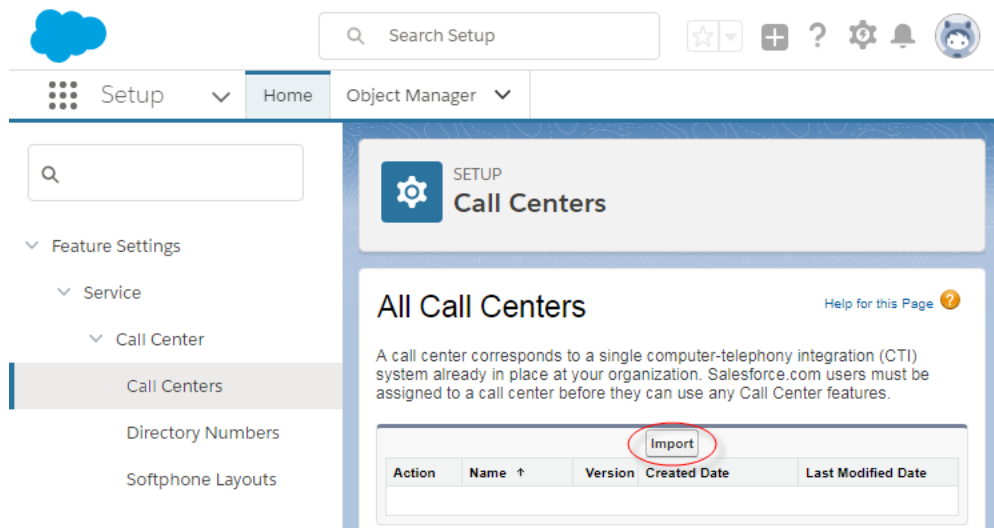 Search Setup
Setup Home Object Manager
SETUP
Call Centers
Feature Settings
Service
Call Center
Call Centers
Directory Numbers
Softphone Layouts
All Call Centers
Help for this Page ?
A call center corresponds to a single computer-telephony integration (CTI)
system already in place at your organization. Salesforce.com users must be
assigned to a call center before they can use any Call Center features.
Import
Action Name ↑ Version Created Date Last Modified Date